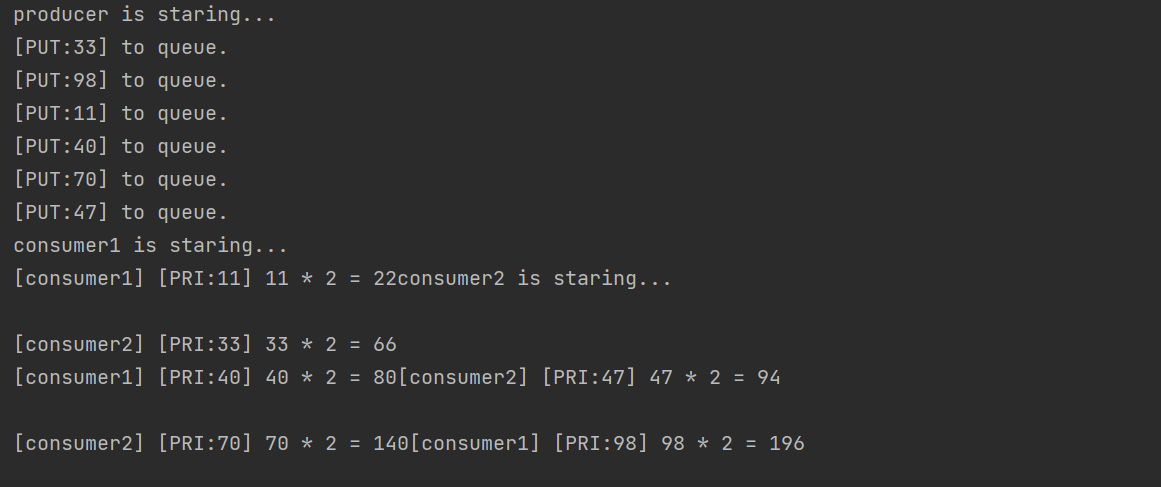 producer is staring...
[PUT:33] to queue.
[PUT:98] to queue.
[PUT:11] to queue.
[PUT:40] to queue.
[PUT:70] to queue.
[PUT:47] to queue.
consumer1 is staring...
[consumer1] [PRI:11] 11 * 2 = 22consumer2 is staring...
[consumer2] [PRI:33] 33 * 2 = 66
[consumer1] [PRI:40] 40 * 2 = 80[consumer2] [PRI:47] 47 * 2 = 94
[consumer2] [PRI:70] 70 * 2 = 140[consumer1] [PRI:98] 98 * 2 = 196